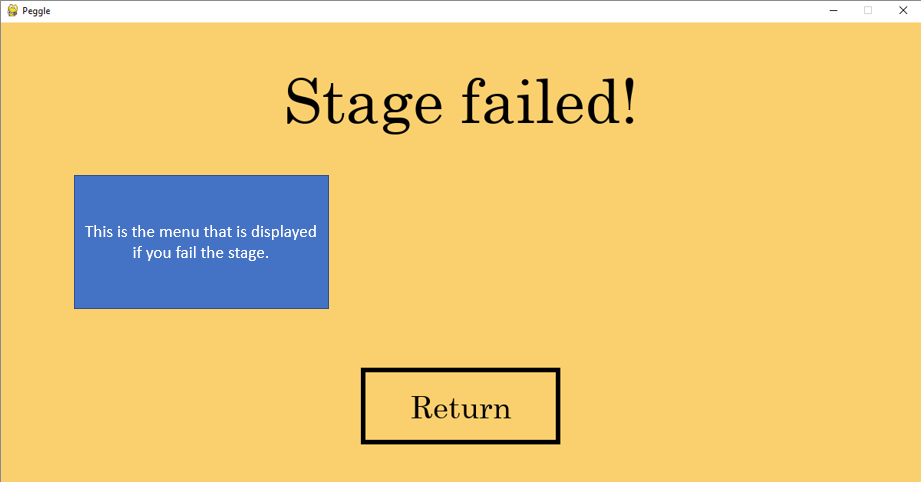 Peggle
Stage failed!
This is the menu that is displayed
if you fail the stage.
Return